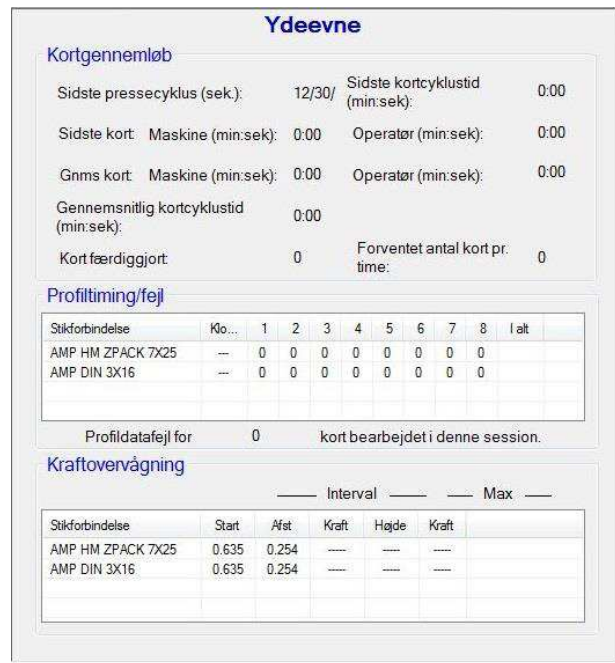 Ydeevne
Kortgennemløb
Sidste pressecyklus (sek.): 12/30/ Sidste kortcyklustid (min:sek): 0:00
Sidste kort: Maskine (min:sek): 0:00 Operatør (min:sek): 0:00
Gnms kort: Maskine (min:sek): 0:00 Operatør (min:sek): 0:00
Gennemsnitlig kortcyklustid (min:sek): 0:00
Kort færdiggjort: 0 Forventet antal kort pr. time: 0
Profiltiming/fejl
Stikforbindelse Klo... 1 2 3 4 5 6 7 8 I alt
AMP HM ZPACK 7X25 --- 0 0 0 0 0 0 0 0
AMP DIN 3X16 --- 0 0 0 0 0 0 0 0
Profildatafejl for 0 kort bearbejdet i denne session.
Kraftovervågning
Interval Max
Stikforbindelse Start Afst Kraft Højde Kraft
AMP HM ZPACK 7X25 0.635 0.254 ----- ----- -----
AMP DIN 3X16 0.635 0.254 ----- ----- -----